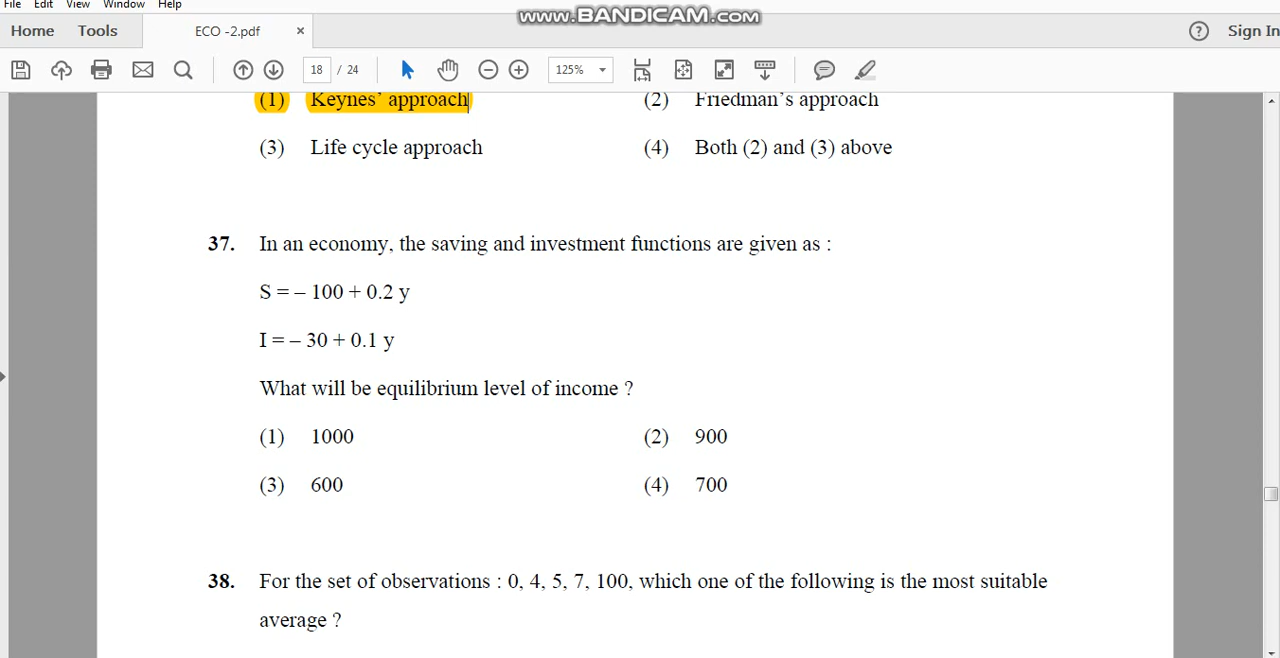 File Edit View Window Help
www.BANDICAM.com
Home Tools ECO -2.pdf × ? Sign In
18 / 24 125%
(1) Keynes’ approach (2) Friedman’s approach
(3) Life cycle approach (4) Both (2) and (3) above
37. In an economy, the saving and investment functions are given as :
S = – 100 + 0.2 y
I = – 30 + 0.1 y
What will be equilibrium level of income ?
(1) 1000 (2) 900
(3) 600 (4) 700
38. For the set of observations : 0, 4, 5, 7, 100, which one of the following is the most suitable
average ?